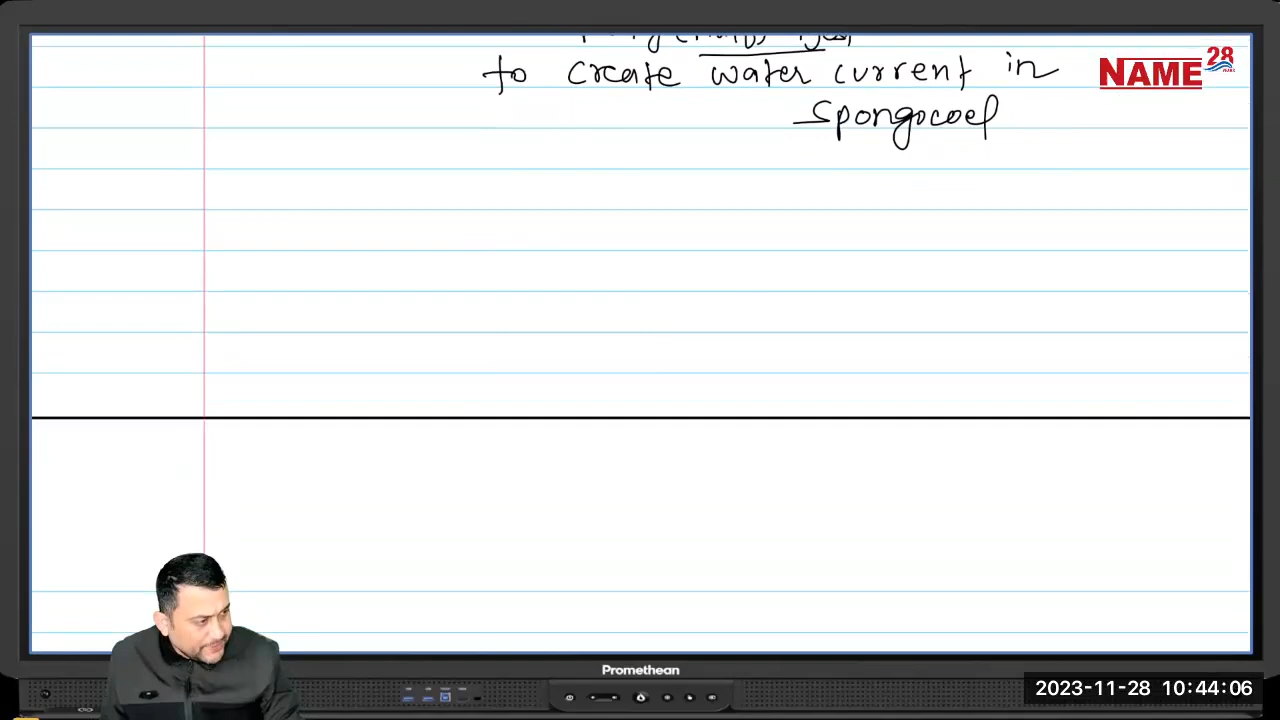 to create water current in
spongocoel
NAME 28
Promethean
2023-11-28 10:44:06